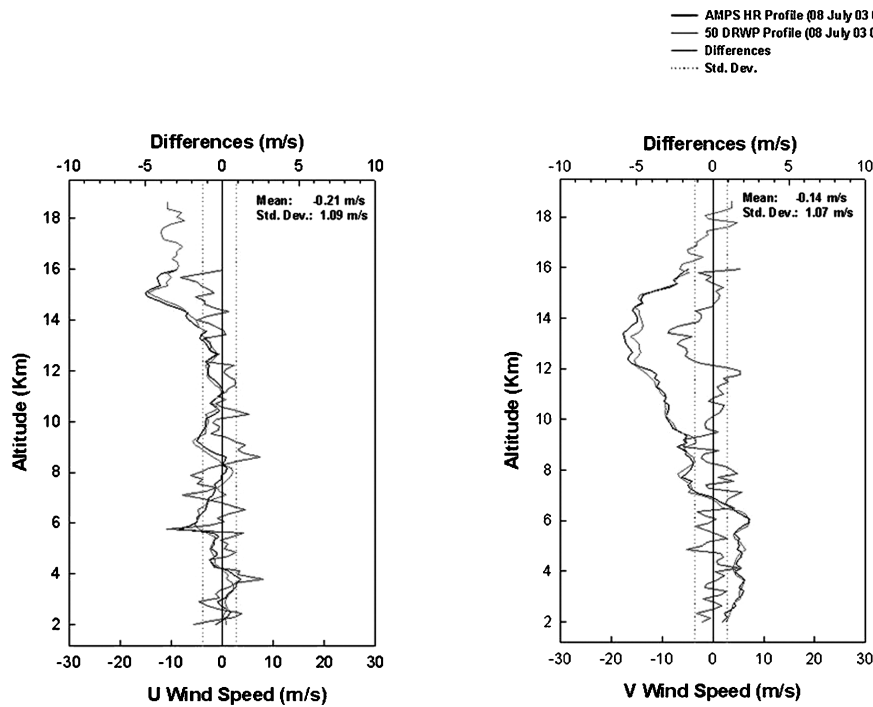 AMPS HR Profile (08 July 03
50 DRWP Profile (08 July 03
Differences
Std. Dev.
Differences (m/s)
-10 -5 0 5 10
Mean: -0.21 m/s
Std. Dev.: 1.09 m/s
18
16
14
12
10
8
6
4
2
Altitude (Km)
-30 -20 -10 0 10 20 30
U Wind Speed (m/s)
Differences (m/s)
-10 -5 0 5 10
Mean: -0.14 m/s
Std. Dev.: 1.07 m/s
18
16
14
12
10
8
6
4
2
Altitude (Km)
-30 -20 -10 0 10 20 30
V Wind Speed (m/s)